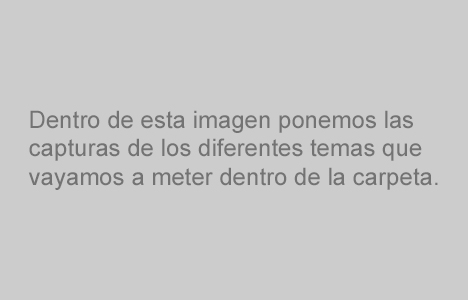 Dentro de esta imagen ponemos las
capturas de los diferentes temas que
vayamos a meter dentro de la carpeta.